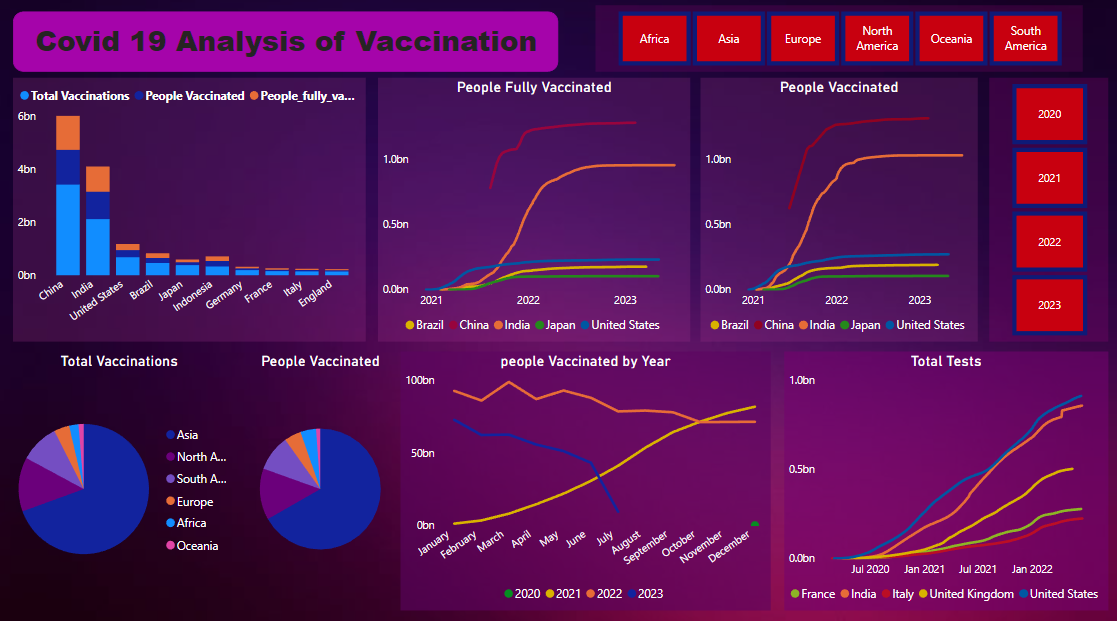 Covid 19 Analysis of Vaccination
Africa
Asia
Europe
North
America
Oceania
South
America
Total Vaccinations People Vaccinated People_fully_va...
6bn
4bn
2bn
0bn
China
India
United States
Brazil
Japan
Indonesia
Germany
France
Italy
England
People Fully Vaccinated
1.0bn
0.5bn
0.0bn
2021 2022 2023
Brazil China India Japan United States
People Vaccinated
1.0bn
0.5bn
0.0bn
2021 2022 2023
Brazil China India Japan United States
2020
2021
2022
2023
Total Vaccinations
People Vaccinated
Asia
North A...
South A...
Europe
Africa
Oceania
people Vaccinated by Year
100bn
50bn
0bn
January
February
March
April
May
June
July
August
September
October
November
December
2020 2021 2022 2023
Total Tests
1.0bn
0.5bn
0.0bn
Jul 2020 Jan 2021 Jul 2021 Jan 2022
France India Italy United Kingdom United States